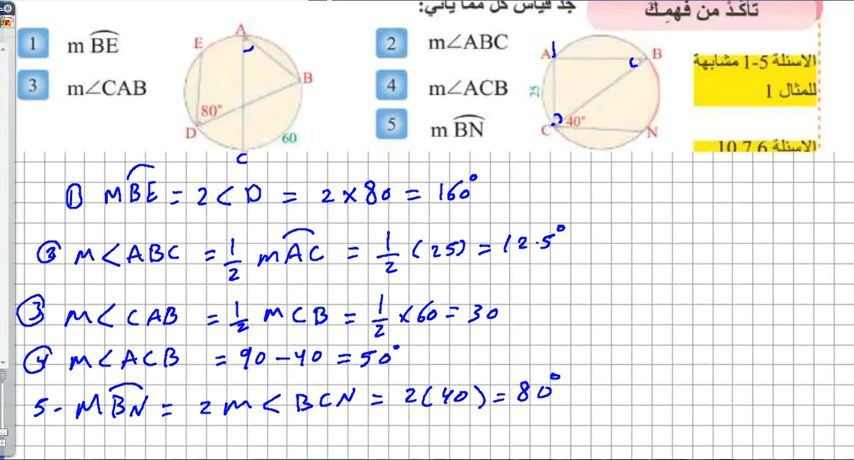 تأكد من فهمك
جد قياس كل مما يأتي:
الاسئلة 5-1 مشابهة
للمثال 1
1 m BE
2 m∠ABC
3 m∠CAB
4 m∠ACB
5 m BN
A
E
B
80°
D
60
C
A
B
25
C
40°
N
الاسئلة 10,7,6
① mBE = 2<D = 2×80 = 160°
② m<ABC = 1/2 mAC = 1/2 (25) = 12.5°
③ m<CAB = 1/2 mCB = 1/2 ×60 = 30
④ m<ACB = 90-40 = 50°
5- mBN = 2m<BCN = 2(40) = 80°